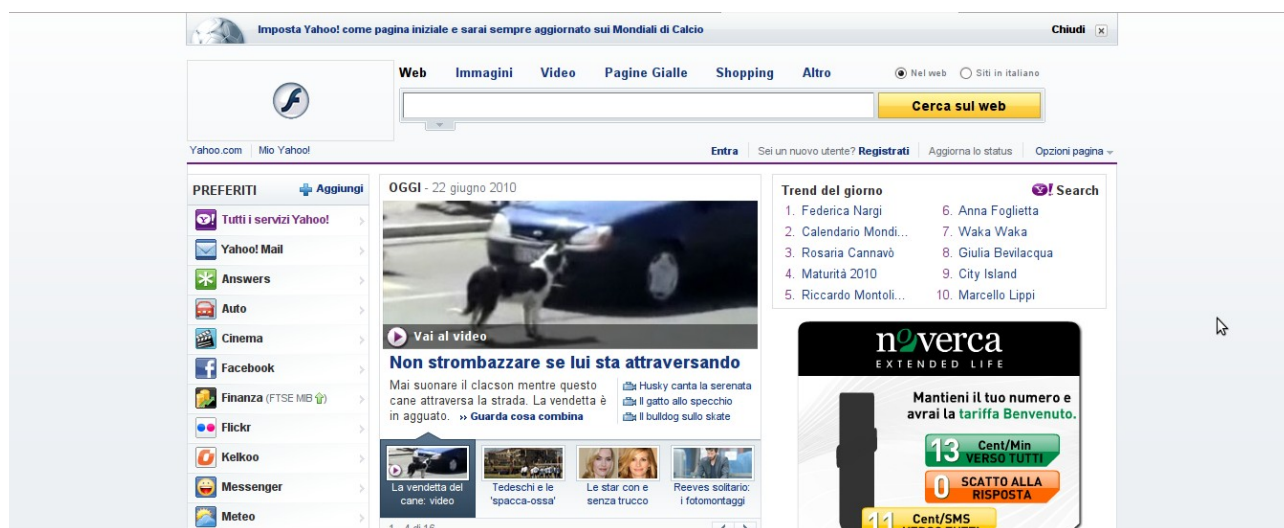 Imposta Yahoo! come pagina iniziale e sarai sempre aggiornato sui Mondiali di Calcio
Chiudi x
Web Immagini Video Pagine Gialle Shopping Altro
Nel web Siti in italiano
Cerca sul web
Yahoo.com Mio Yahoo!
Entra Sei un nuovo utente? Registrati Aggiorna lo status Opzioni pagina
PREFERITI Aggiungi
Tutti i servizi Yahoo!
Yahoo! Mail
Answers
Auto
Cinema
Facebook
Finanza (FTSE MIB)
Flickr
Kelkoo
Messenger
Meteo
OGGI - 22 giugno 2010
Vai al video
Non strombazzare se lui sta attraversando
Mai suonare il clacson mentre questo
cane attraversa la strada. La vendetta è
in agguato. » Guarda cosa combina
Husky canta la serenata
Il gatto allo specchio
Il bulldog sullo skate
La vendetta del
cane: video
Tedeschi e le
'spacca-ossa'
Le star con e
senza trucco
Reeves solitario:
i fotomontaggi
1 - 4 di 16
Trend del giorno
Y! Search
1. Federica Nargi
2. Calendario Mondi...
3. Rosaria Cannavò
4. Maturità 2010
5. Riccardo Montoli...
6. Anna Foglietta
7. Waka Waka
8. Giulia Bevilacqua
9. City Island
10. Marcello Lippi
noverca
EXTENDED LIFE
Mantieni il tuo numero e
avrai la tariffa Benvenuto.
13 Cent/Min
VERSO TUTTI
0 SCATTO ALLA
RISPOSTA
11 Cent/SMS
VERSO TUTTI